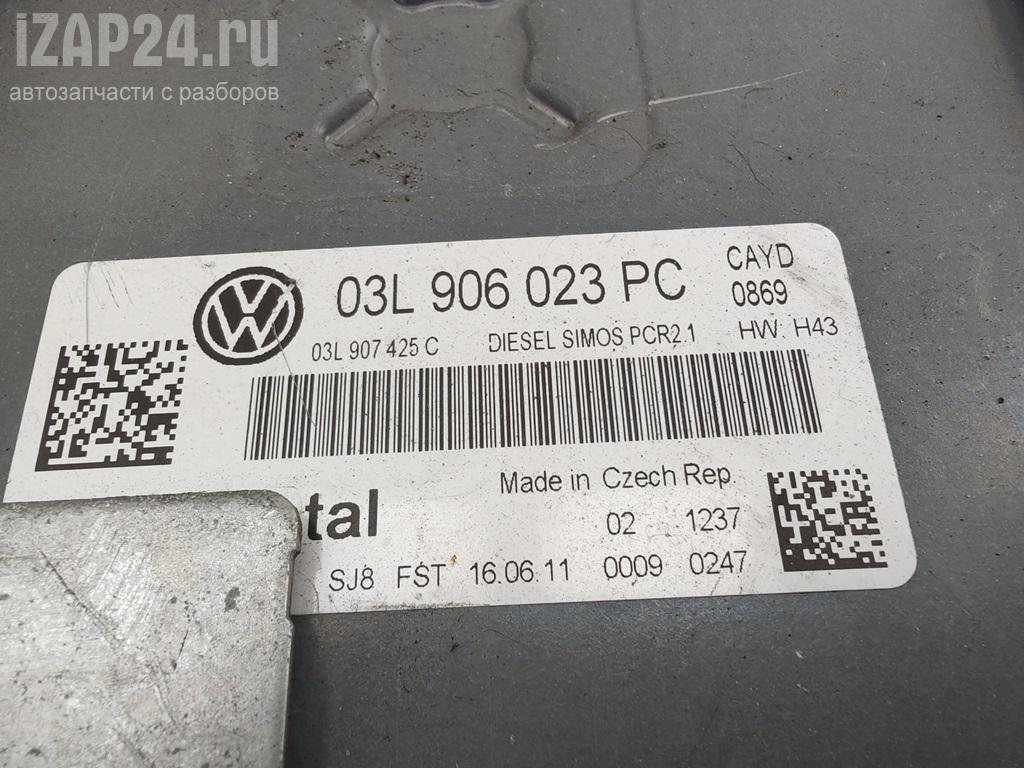 iZAP24.ru
автозапчасти с разборов
03L 906 023 PC CAYD
0869
03L 907 425 C DIESEL SIMOS PCR2.1 HW H43
Made in Czech Rep
tal 02 1237
SJ8 FST 16.06.11 0009 0247